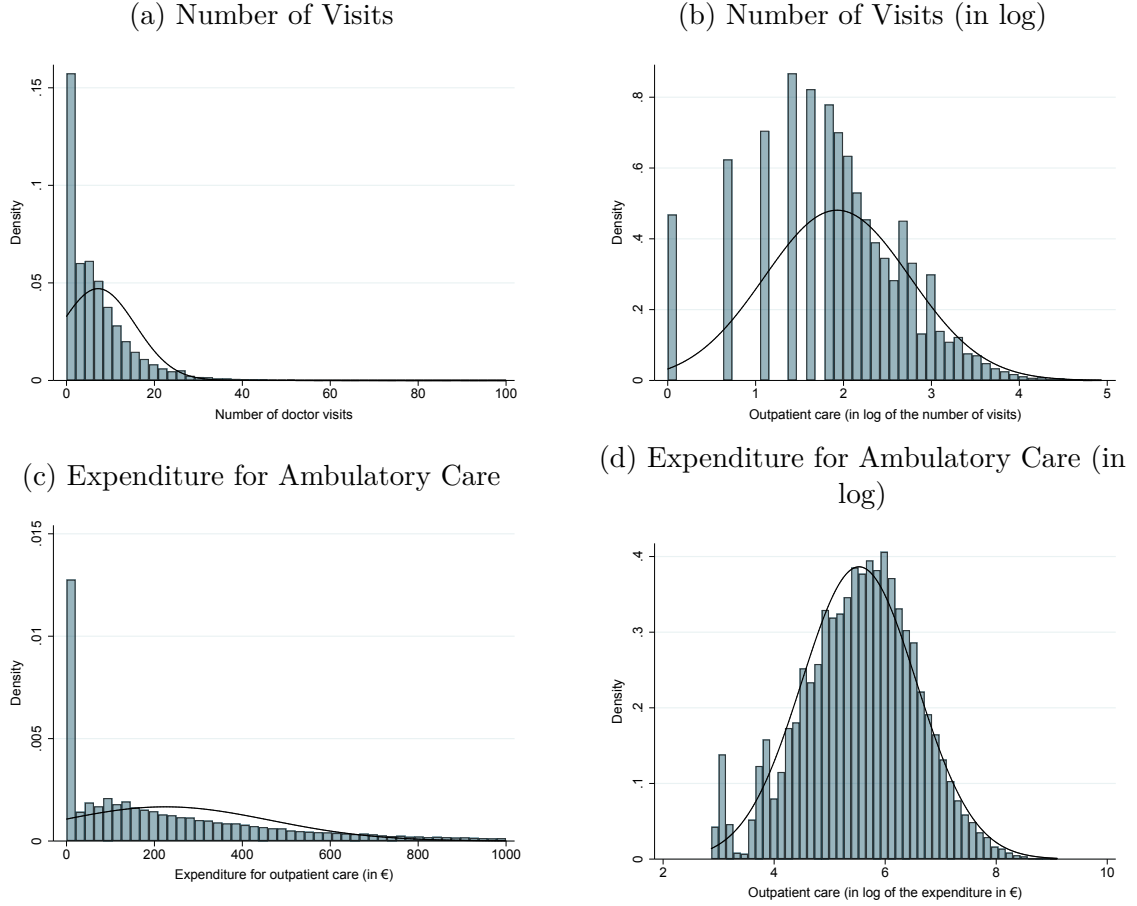 (a) Number of Visits
Density
.15
.1
.05
0
0 20 40 60 80 100
Number of doctor visits
(b) Number of Visits (in log)
Density
.8
.6
.4
.2
0
0 1 2 3 4 5
Outpatient care (in log of the number of visits)
(c) Expenditure for Ambulatory Care
Density
.015
.01
.005
0
0 200 400 600 800 1000
Expenditure for outpatient care (in €)
(d) Expenditure for Ambulatory Care (in
log)
Density
.4
.3
.2
.1
0
2 4 6 8 10
Outpatient care (in log of the expenditure in €)